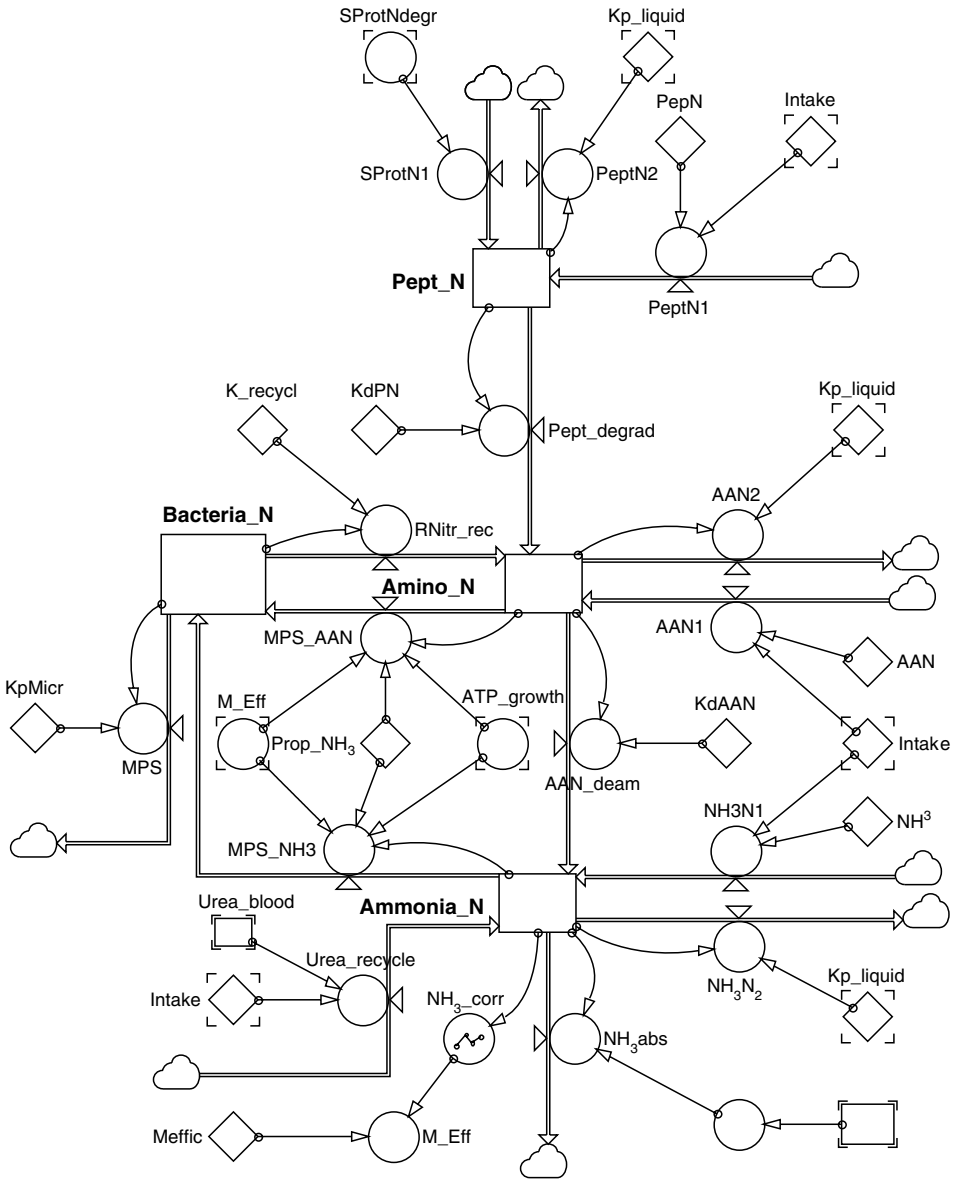 SProtNdegr
Kp_liquid
PepN
Intake
SProtN1
PeptN2
Pept_N
PeptN1
K_recycl
KdPN
Kp_liquid
Pept_degrad
AAN2
Bacteria_N
RNitr_rec
Amino_N
MPS_AAN
AAN1
AAN
KpMicr
M_Eff
ATP_growth
KdAAN
Prop_NH3
Intake
MPS
AAN_deam
NH3N1
NH³
MPS_NH3
Urea_blood
Ammonia_N
Urea_recycle
Kp_liquid
Intake
NH3_corr
NH3N2
NH3abs
Meffic
M_Eff